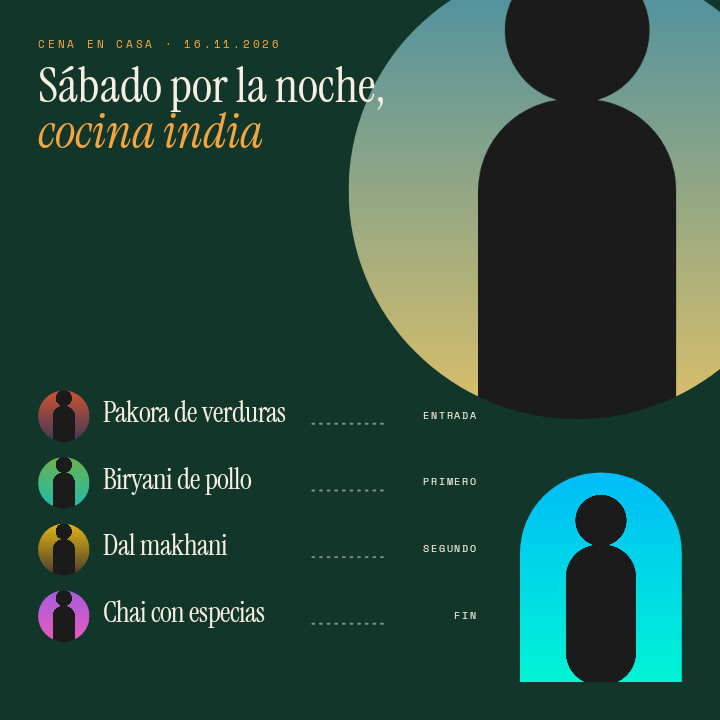 CENA EN CASA · 16.11.2026
Sábado por la noche,
cocina india
Pakora de verduras ENTRADA
Biryani de pollo PRIMERO
Dal makhani SEGUNDO
Chai con especias FIN